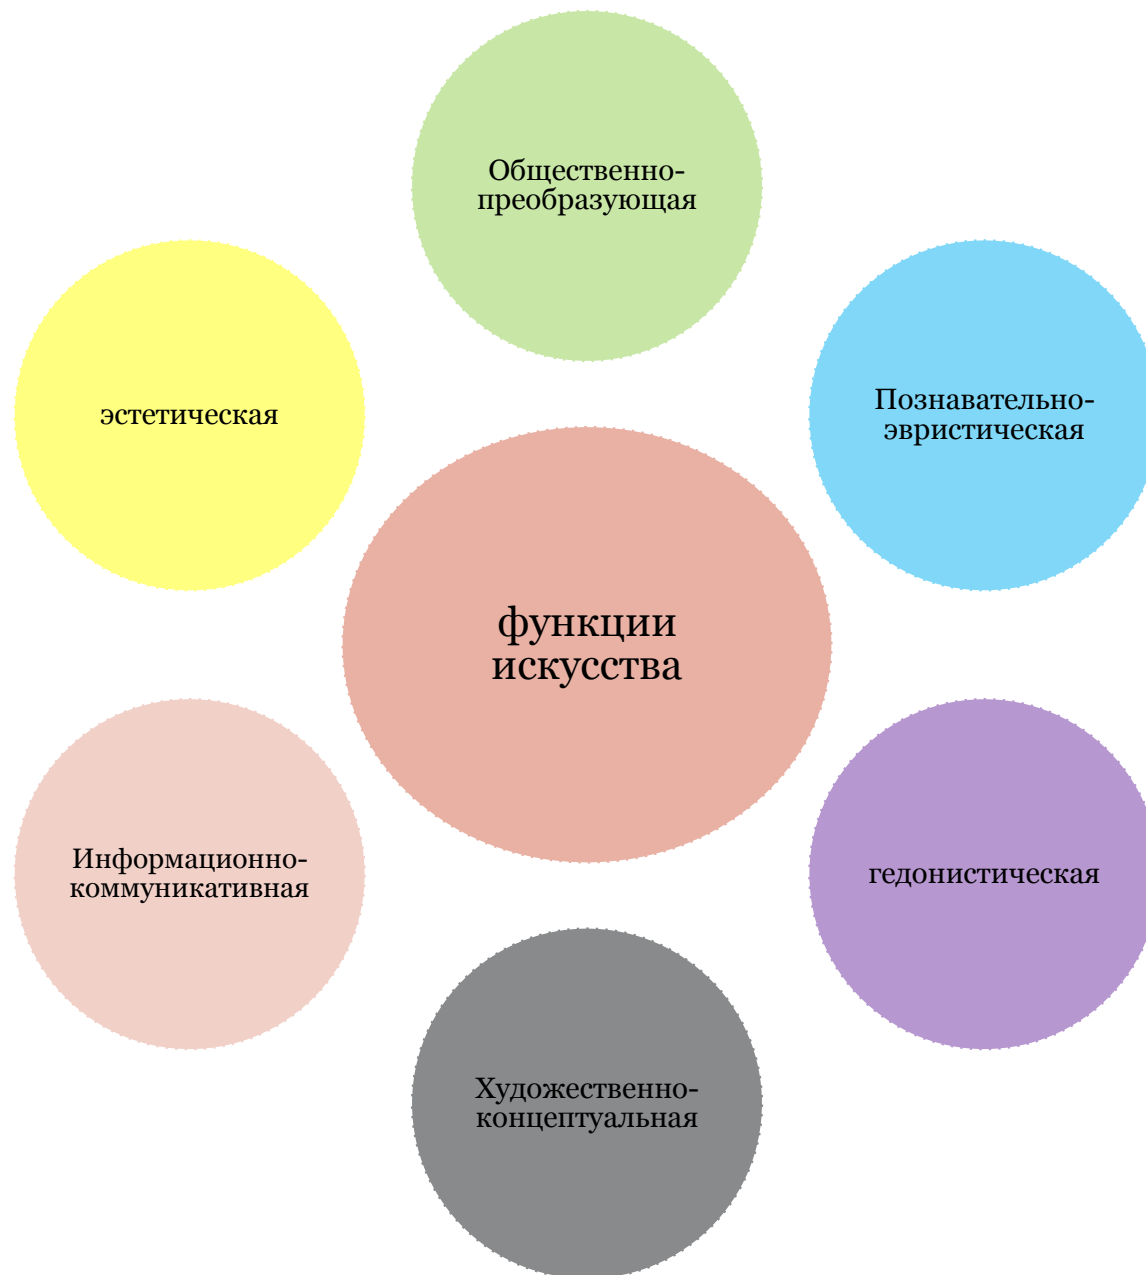 Общественно-
преобразующая
эстетическая
Познавательно-
эвристическая
функции
искусства
Информационно-
коммуникативная
гедонистическая
Художественно-
концептуальная